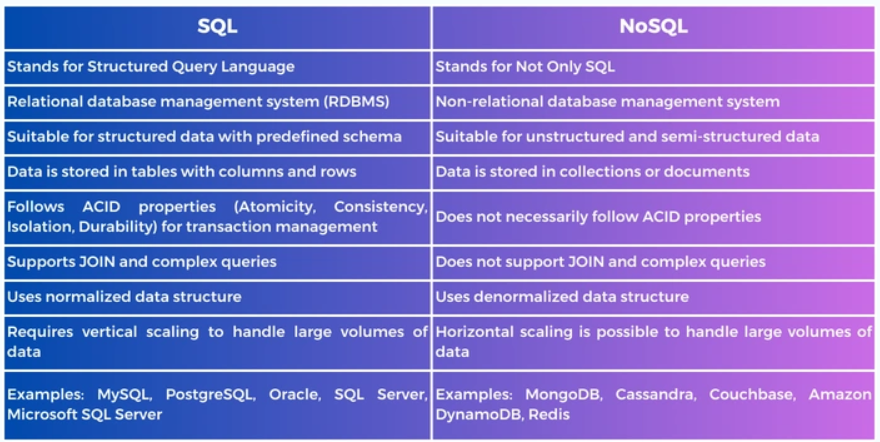 SQL
NoSQL
Stands for Structured Query Language
Stands for Not Only SQL
Relational database management system (RDBMS)
Non-relational database management system
Suitable for structured data with predefined schema
Suitable for unstructured and semi-structured data
Data is stored in tables with columns and rows
Data is stored in collections or documents
Follows ACID properties (Atomicity, Consistency,
Isolation, Durability) for transaction management
Does not necessarily follow ACID properties
Supports JOIN and complex queries
Does not support JOIN and complex queries
Uses normalized data structure
Uses denormalized data structure
Requires vertical scaling to handle large volumes of
data
Horizontal scaling is possible to handle large volumes of
data
Examples: MySQL, PostgreSQL, Oracle, SQL Server,
Microsoft SQL Server
Examples: MongoDB, Cassandra, Couchbase, Amazon
DynamoDB, Redis